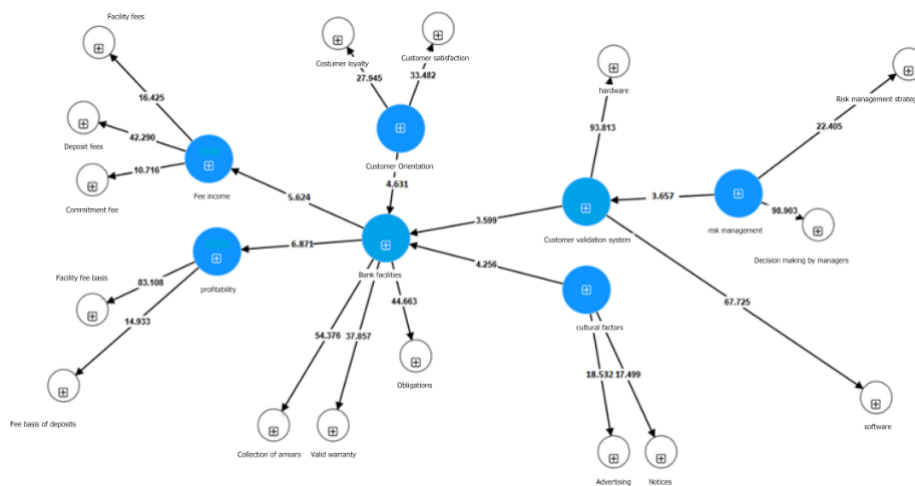 Facility fees
Costumer loyalty
Customer satisfaction
27.945
33.482
hardware
Risk management strateg
16.425
93.813
22.405
42.290
Deposit fees
10.716
Customer Orientation
4.631
Fee income
Commitment fee
5.624
3.657
98.903
3.599
Customer validation system
risk management
Decision making by managers
6.871
Bank facilities
4.256
Facility fee basis
83.108
profitability
44.663
67.725
14.933
54.376
37.857
cultural factors
Obligations
18.532
17.499
Fee basis of deposits
Collection of arrears
Valid warranty
software
Advertising
Notices